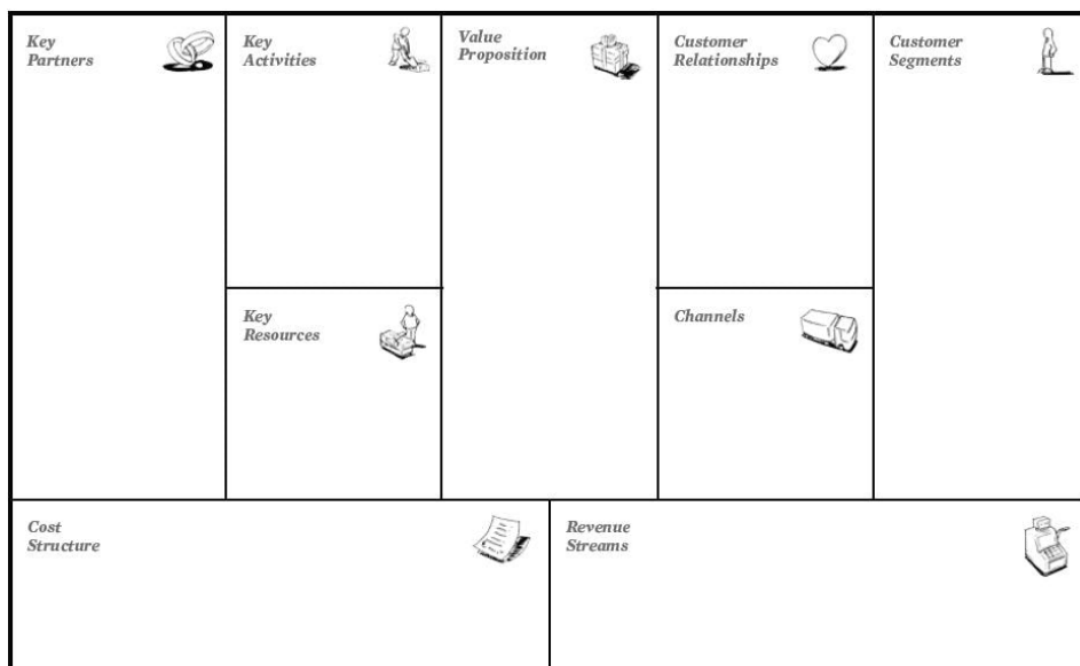 Key
Partners
Key
Activities
Value
Proposition
Customer
Relationships
Customer
Segments
Key
Resources
Channels
Cost
Structure
Revenue
Streams